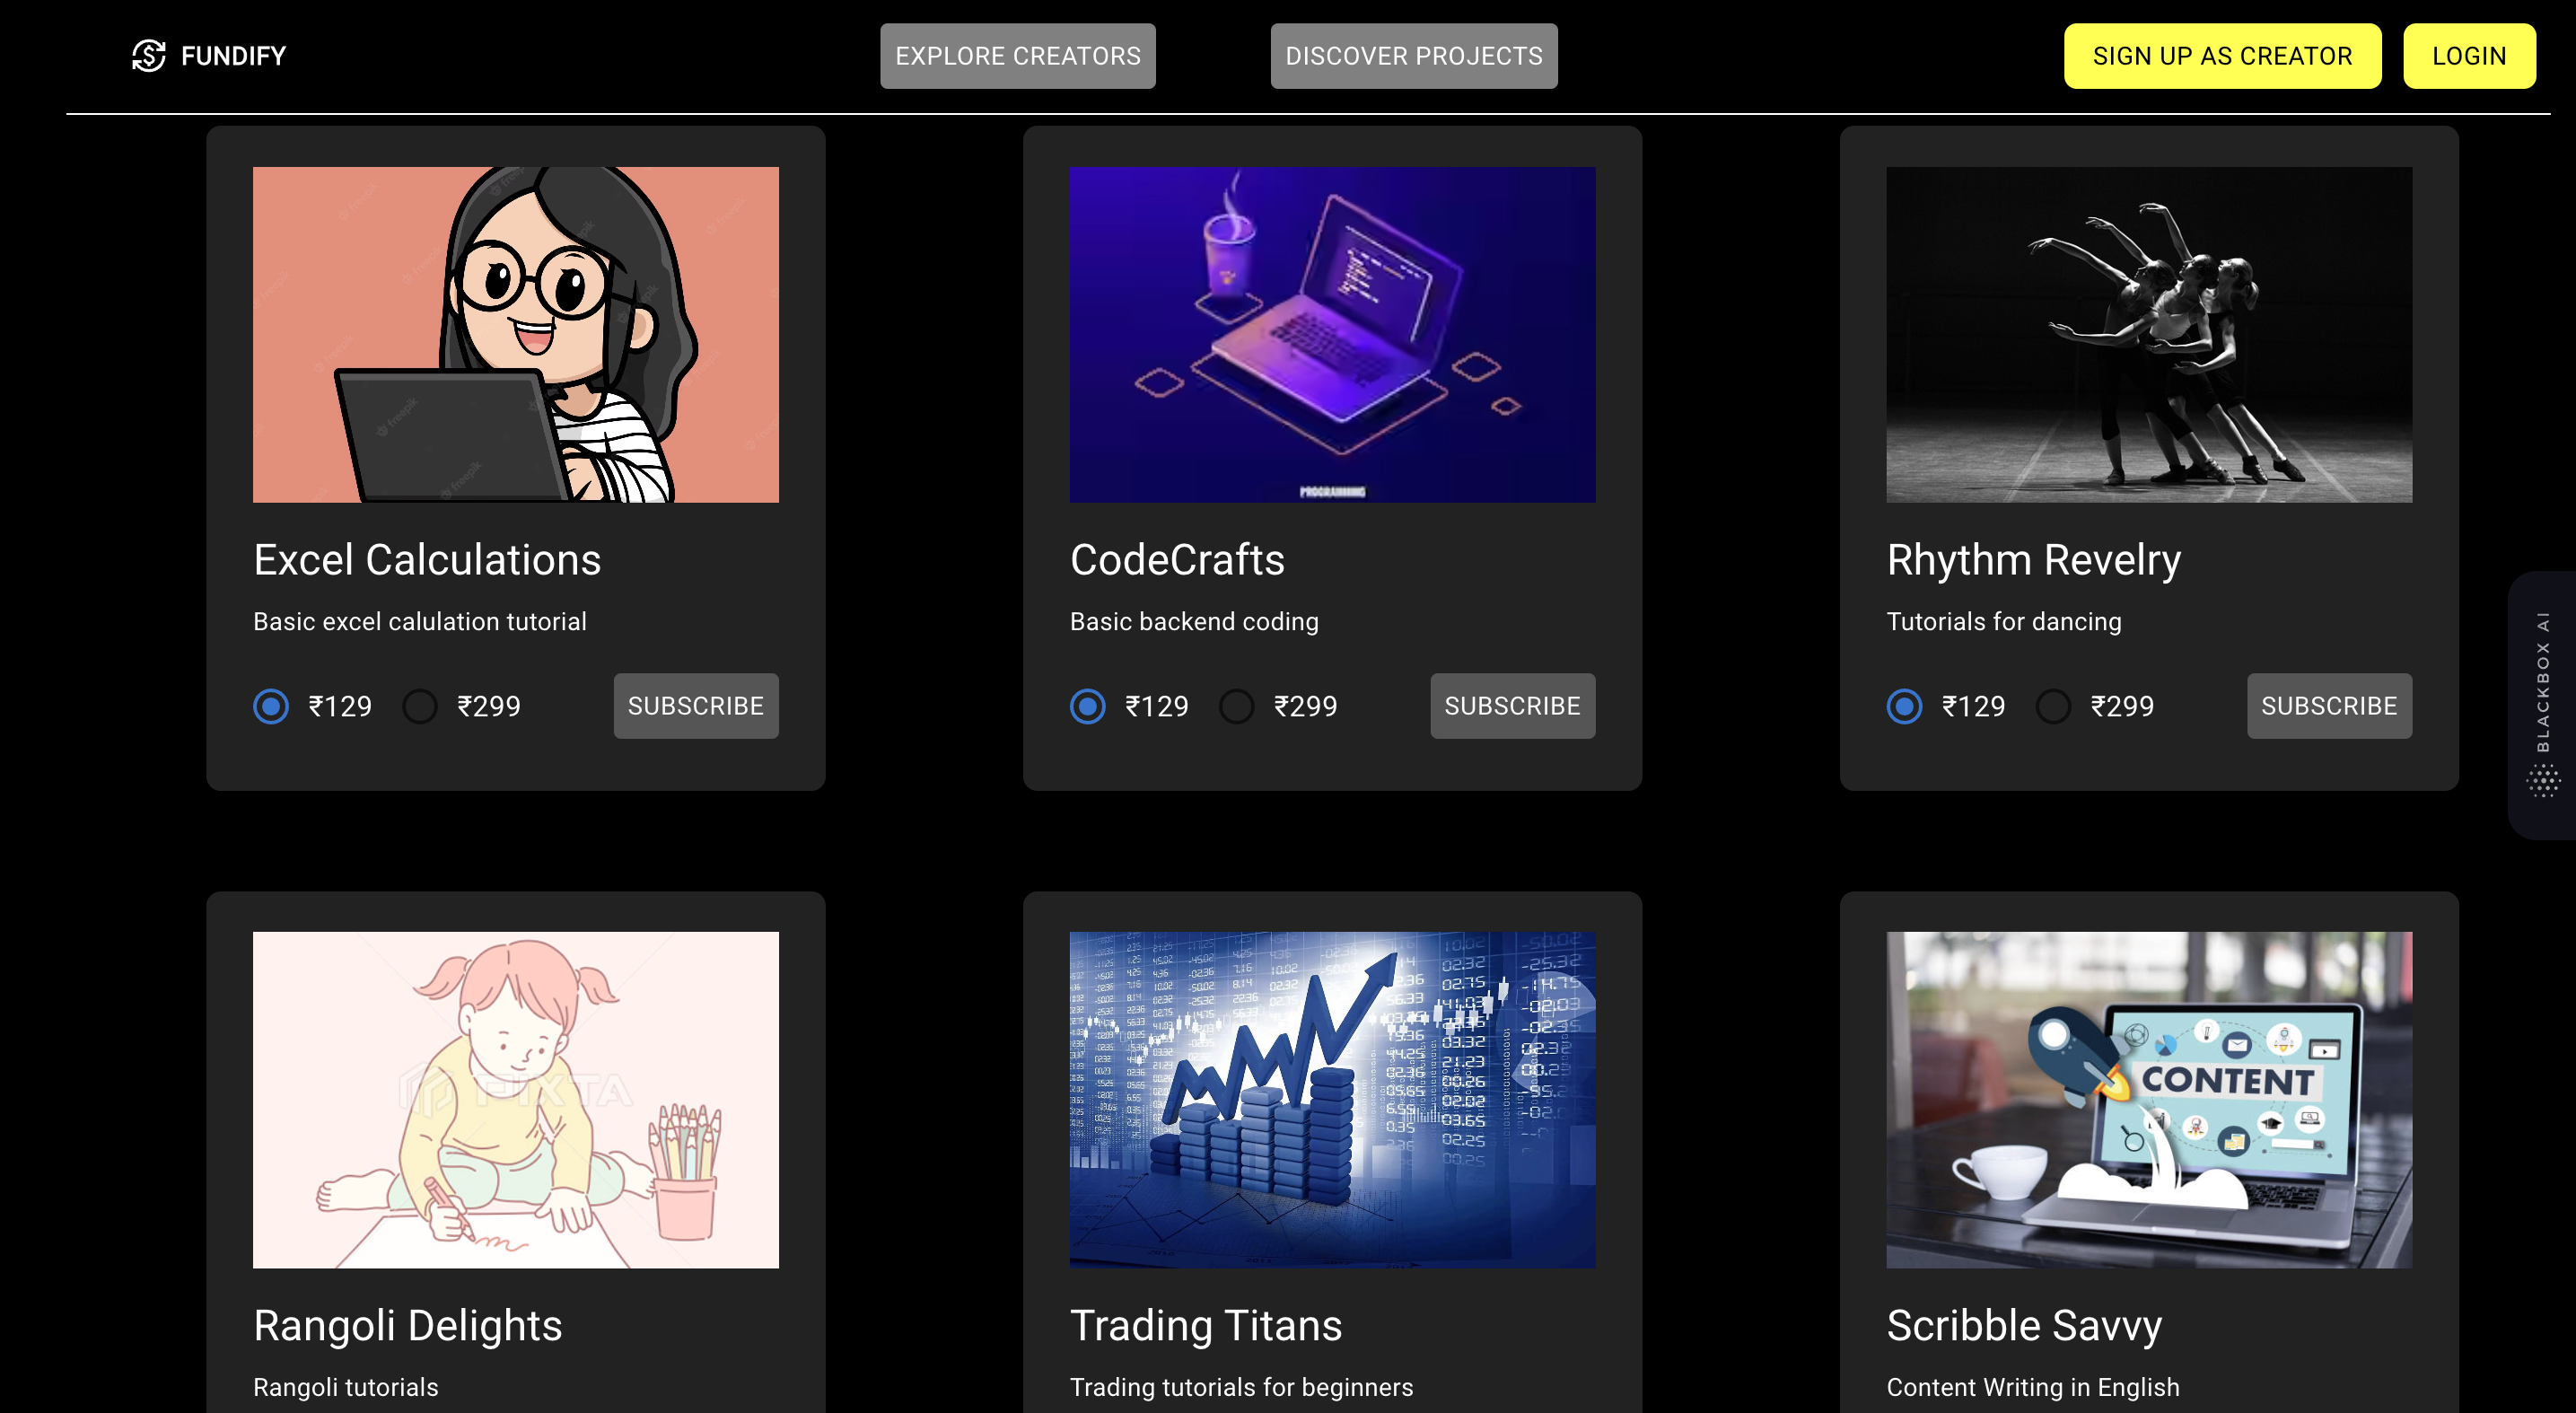 FUNDIFY
EXPLORE CREATORS
DISCOVER PROJECTS
SIGN UP AS CREATOR
LOGIN
freepik
PROGRAMMING
Excel Calculations
Basic excel calulation tutorial
₹129
₹299
SUBSCRIBE
CodeCrafts
Basic backend coding
₹129
₹299
SUBSCRIBE
Rhythm Revelry
Tutorials for dancing
₹129
₹299
SUBSCRIBE
BLACKBOX AI
PIXTA
CONTENT
Rangoli Delights
Rangoli tutorials
Trading Titans
Trading tutorials for beginners
Scribble Savvy
Content Writing in English